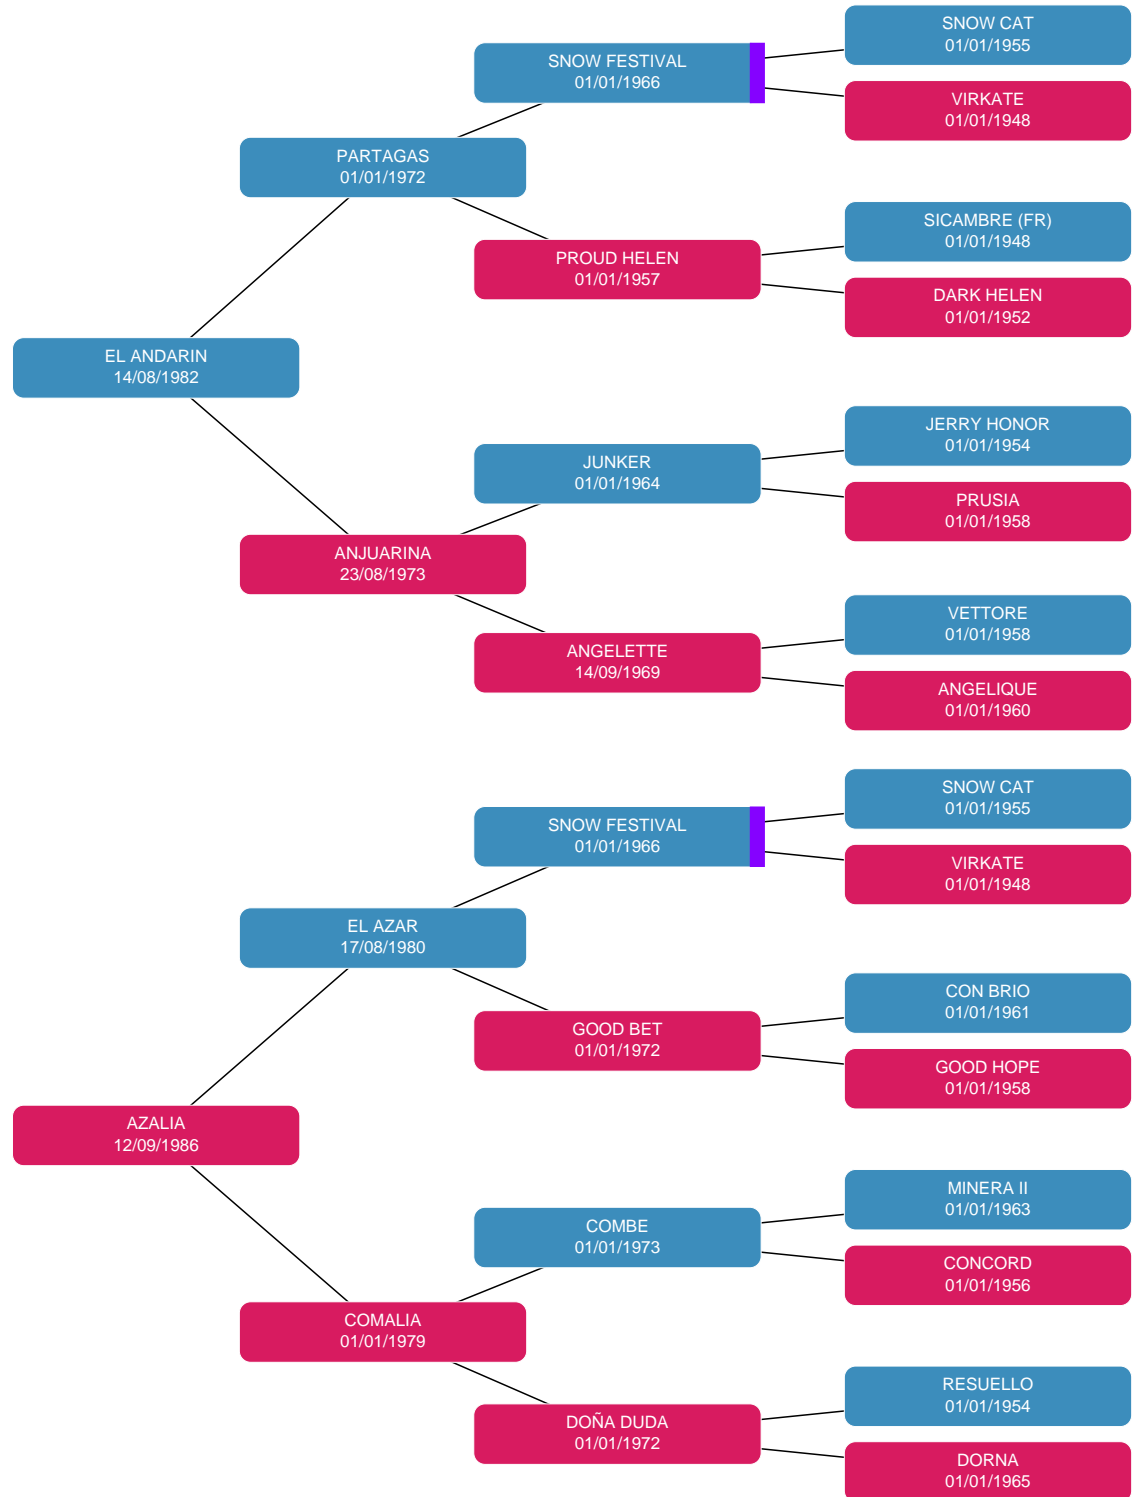 SNOW CAT
01/01/1955
SNOW FESTIVAL
01/01/1966
VIRKATE
01/01/1948
PARTAGAS
01/01/1972
SICAMBRE (FR)
01/01/1948
PROUD HELEN
01/01/1957
DARK HELEN
01/01/1952
EL ANDARIN
14/08/1982
JERRY HONOR
01/01/1954
JUNKER
01/01/1964
PRUSIA
01/01/1958
ANJUARINA
23/08/1973
VETTORE
01/01/1958
ANGELETTE
14/09/1969
ANGELIQUE
01/01/1960
SNOW CAT
01/01/1955
SNOW FESTIVAL
01/01/1966
VIRKATE
01/01/1948
EL AZAR
17/08/1980
CON BRIO
01/01/1961
GOOD BET
01/01/1972
GOOD HOPE
01/01/1958
AZALIA
12/09/1986
MINERA II
01/01/1963
COMBE
01/01/1973
CONCORD
01/01/1956
COMALIA
01/01/1979
RESUELLO
01/01/1954
DOÑA DUDA
01/01/1972
DORNA
01/01/1965